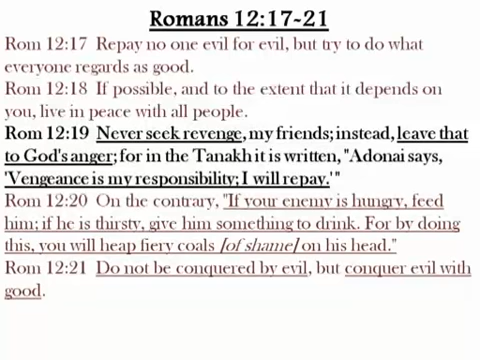 Romans 12:17-21
Rom 12:17  Repay no one evil for evil, but try to do what
everyone regards as good.
Rom 12:18  If possible, and to the extent that it depends on
you, live in peace with all people.
Rom 12:19  Never seek revenge, my friends; instead, leave that
to God's anger; for in the Tanakh it is written, "Adonai says,
'Vengeance is my responsibility; I will repay.'"
Rom 12:20  On the contrary, "If your enemy is hungry, feed
him; if he is thirsty, give him something to drink. For by doing
this, you will heap fiery coals [of shame] on his head."
Rom 12:21  Do not be conquered by evil, but conquer evil with
good.